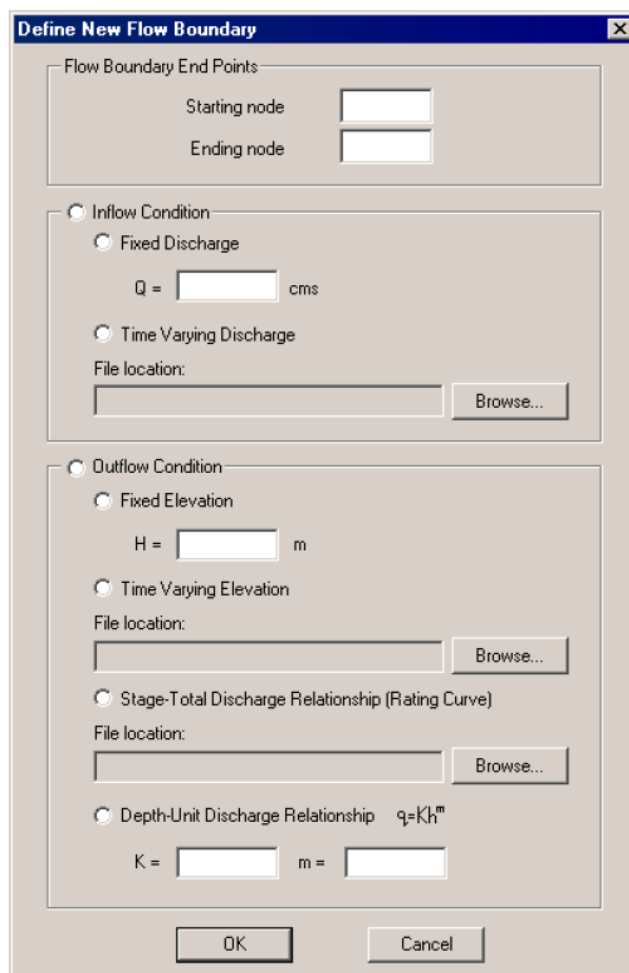 Define New Flow Boundary
Flow Boundary End Points
Starting node
Ending node
Inflow Condition
Fixed Discharge
Q = cms
Time Varying Discharge
File location:
Browse...
Outflow Condition
Fixed Elevation
H = m
Time Varying Elevation
File location:
Browse...
Stage-Total Discharge Relationship (Rating Curve)
File location:
Browse...
Depth-Unit Discharge Relationship q=Kh^m
K = m =
OK Cancel